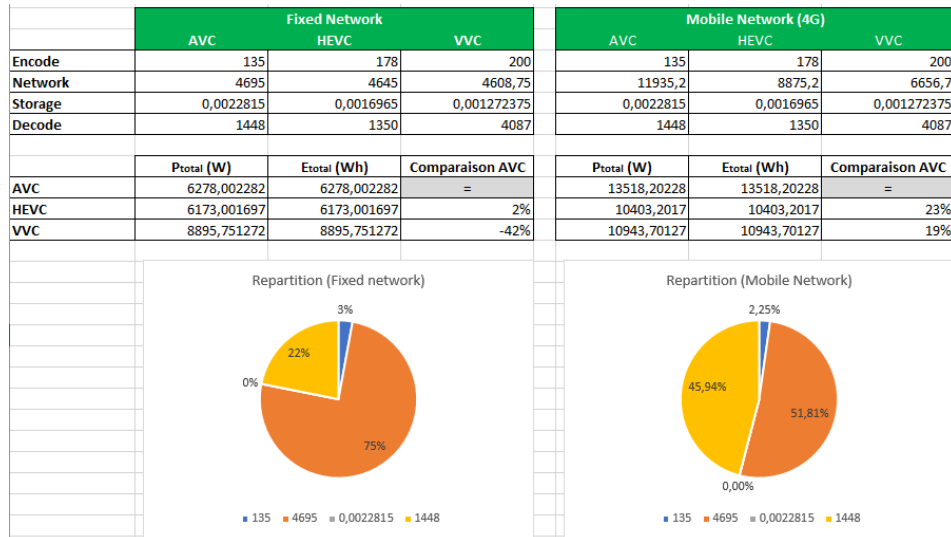 Fixed Network Mobile Network (4G)
AVC HEVC VVC AVC HEVC VVC
Encode 135 178 200 135 178 200
Network 4695 4645 4608,75 11935,2 8875,2 6656,7
Storage 0,0022815 0,0016965 0,001272375 0,0022815 0,0016965 0,001272375
Decode 1448 1350 4087 1448 1350 4087
Ptotal (W) Etotal (Wh) Comparaison AVC Ptotal (W) Etotal (Wh) Comparaison AVC
AVC 6278,002282 6278,002282 = 13518,20228 13518,20228 =
HEVC 6173,001697 6173,001697 2% 10403,2017 10403,2017 23%
VVC 8895,751272 8895,751272 -42% 10943,70127 10943,70127 19%
Repartition (Fixed network) Repartition (Mobile Network)
3% 2,25%
22%
0% 45,94%
51,81%
75%
0,00%
135 4695 0,0022815 1448 135 4695 0,0022815 1448